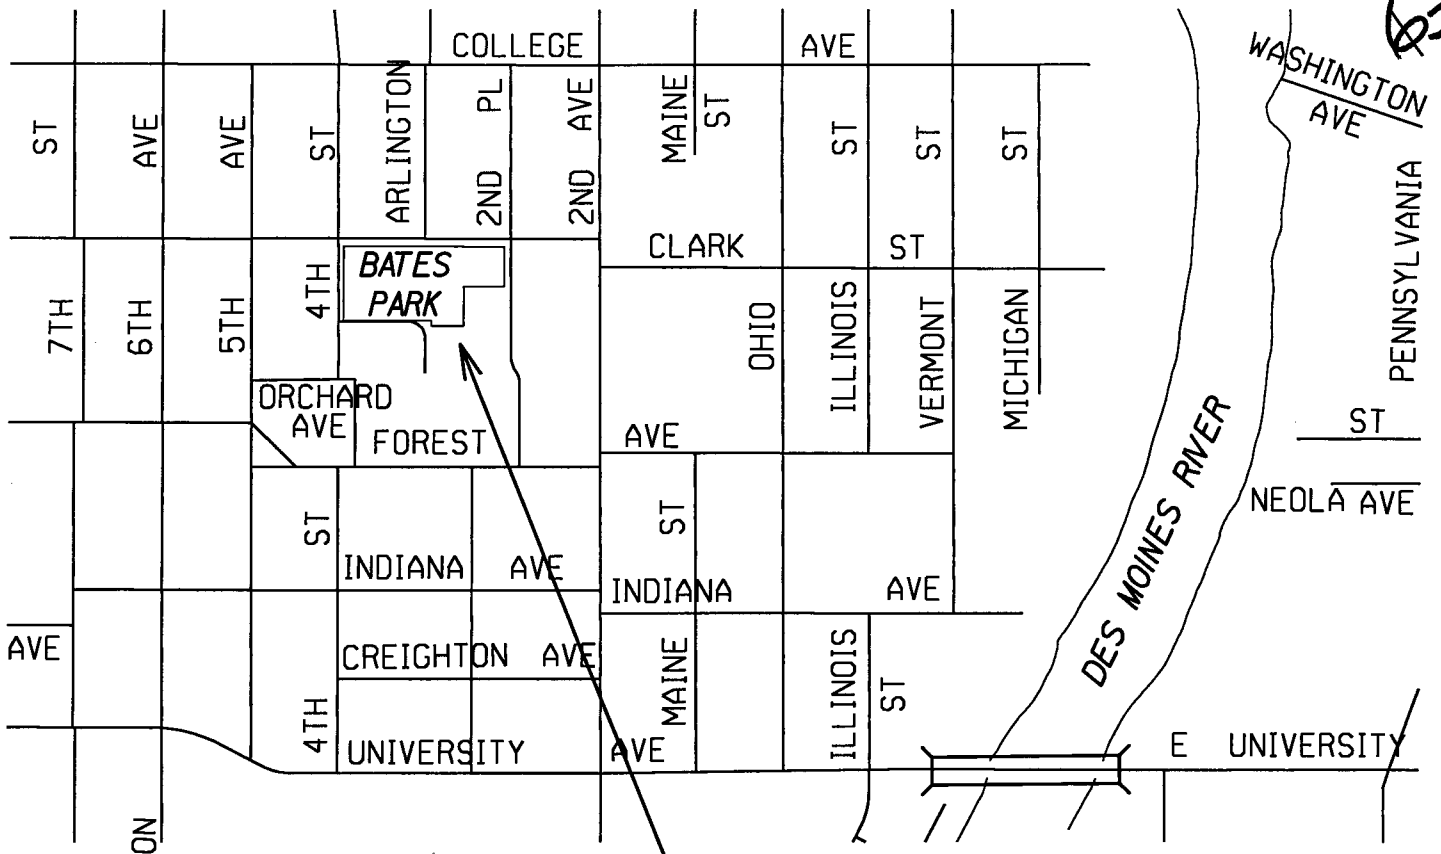 COLLEGE AVE
WASHINGTON
AVE
ST
AVE
AVE
ST
ARLINGTON
2ND PL
2ND AVE
MAINE
ST
ST
ST
ST
PENNSYLVANIA
ST
CLARK ST
BATES
PARK
7TH
6TH
5TH
4TH
OHIO
ILLINOIS
VERMONT
MICHIGAN
ORCHARD
AVE
FOREST AVE
NEOLA AVE
DES MOINES RIVER
ST
ST
INDIANA AVE
INDIANA AVE
AVE
CREIGHTON AVE
MAINE
ILLINOIS
ST
4TH
UNIVERSITY AVE
E UNIVERSITY
ON